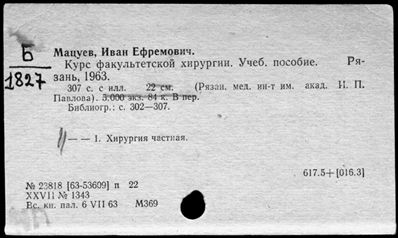 Б
1827
Мацуев, Иван Ефремович.
Курс факультетской хирургии. Учеб. пособие. Ря-
зань, 1963.
307 с. с илл. 22 см. (Рязан. мед. ин-т им. акад. И. П.
Павлова). 3.000 экз. 84 к. В пер.
Библиогр.: с. 302—307.
— — 1. Хирургия частная.
617.5+[016.3]
№ 23818 [63-53609] п 22
XXVII № 1343
Вс. кн. пал. 6 VII 63 М369